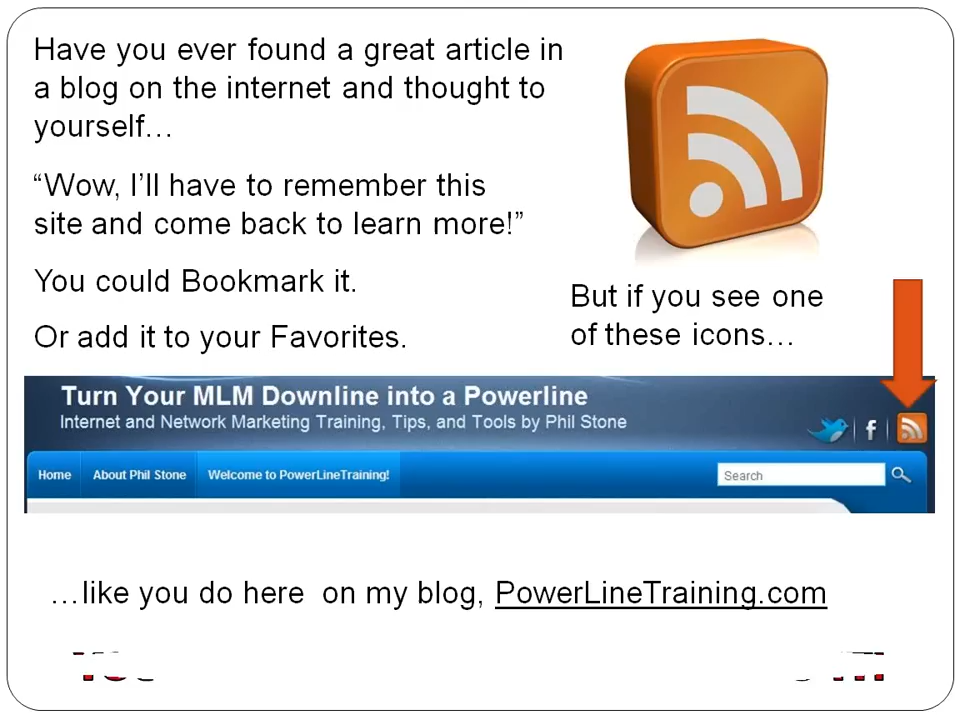 Have you ever found a great article in
a blog on the internet and thought to
yourself…
“Wow, I’ll have to remember this
site and come back to learn more!”
You could Bookmark it.
Or add it to your Favorites.
But if you see one
of these icons…
Turn Your MLM Downline into a Powerline
Internet and Network Marketing Training, Tips, and Tools by Phil Stone
Home
About Phil Stone
Welcome to PowerLineTraining!
Search
…like you do here on my blog, PowerLineTraining.com